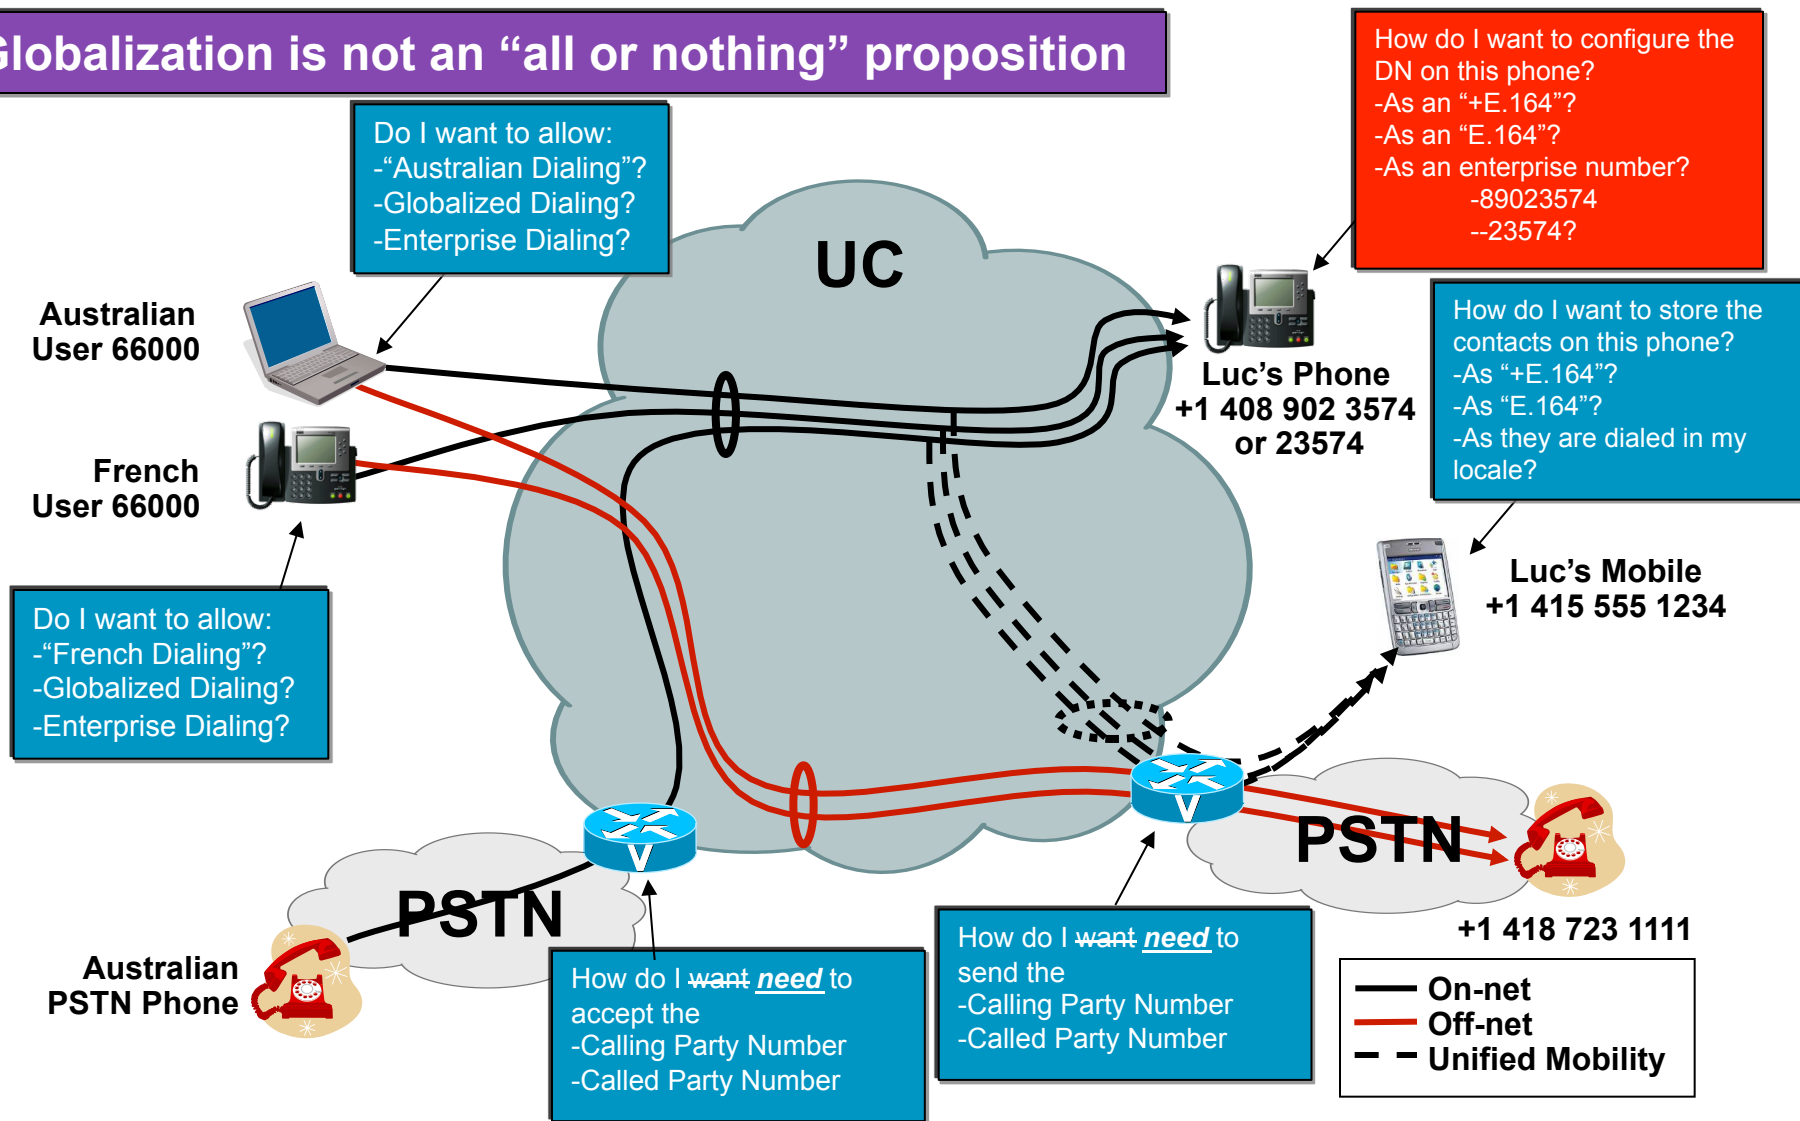 Globalization is not an “all or nothing” proposition
How do I want to configure the
DN on this phone?
-As an “+E.164”?
-As an “E.164”?
-As an enterprise number?
-89023574
--23574?
Do I want to allow:
-“Australian Dialing”?
-Globalized Dialing?
-Enterprise Dialing?
UC
Australian
User 66000
How do I want to store the
contacts on this phone?
-As “+E.164”?
-As “E.164”?
-As they are dialed in my
locale?
Luc’s Phone
+1 408 902 3574
or 23574
French
User 66000
Luc’s Mobile
+1 415 555 1234
Do I want to allow:
-“French Dialing”?
-Globalized Dialing?
-Enterprise Dialing?
V
V
PSTN
PSTN
+1 418 723 1111
Australian
PSTN Phone
How do I want need to
accept the
-Calling Party Number
-Called Party Number
How do I want need to
send the
-Calling Party Number
-Called Party Number
On-net
Off-net
Unified Mobility